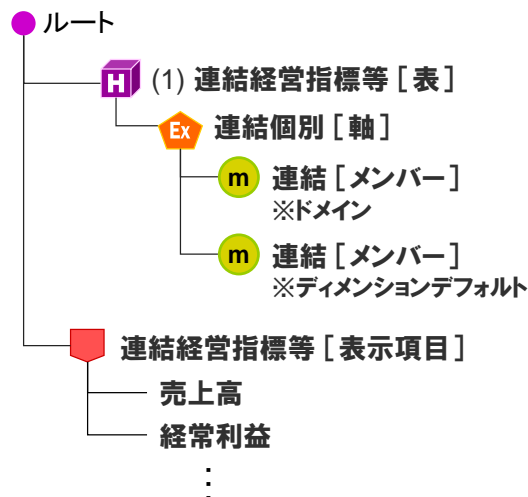 ルート
H (1) 連結経営指標等［表］
Ex 連結個別［軸］
m 連結［メンバー］
※ドメイン
m 連結［メンバー］
※ディメンションデフォルト
連結経営指標等［表示項目］
売上高
経常利益
：